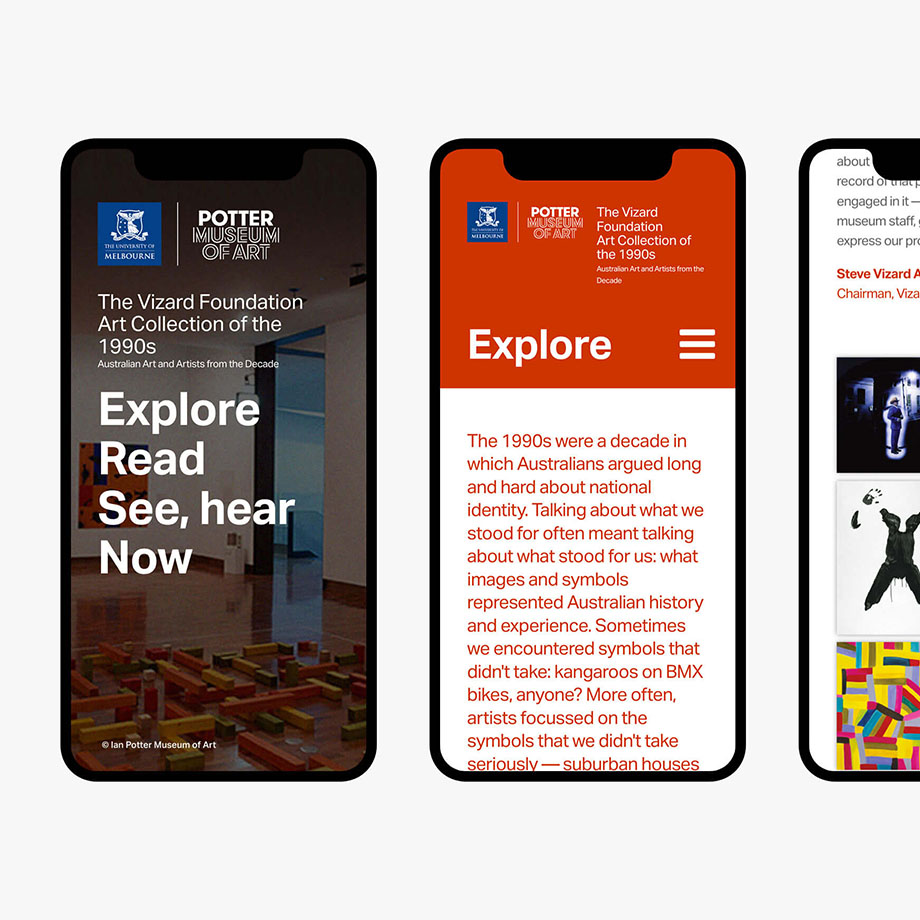 THE UNIVERSITY OF
MELBOURNE
POTTER
MUSEUM
OF ART
The Vizard Foundation
Art Collection of the
1990s
Australian Art and Artists from the Decade
Explore
Read
See, hear
Now
© Ian Potter Museum of Art
THE UNIVERSITY OF
MELBOURNE
POTTER
MUSEUM
OF ART
The Vizard
Foundation
Art Collection of
the 1990s
Australian Art and Artists from the
Decade
Explore
The 1990s were a decade in
which Australians argued long
and hard about national
identity. Talking about what we
stood for often meant talking
about what stood for us: what
images and symbols
represented Australian history
and experience. Sometimes
we encountered symbols that
didn't take: kangaroos on BMX
bikes, anyone? More often,
artists focussed on the
symbols that we didn't take
seriously — suburban houses
about
record of that p
engaged in it —
museum staff,
express our pro
Steve Vizard A
Chairman, Viza